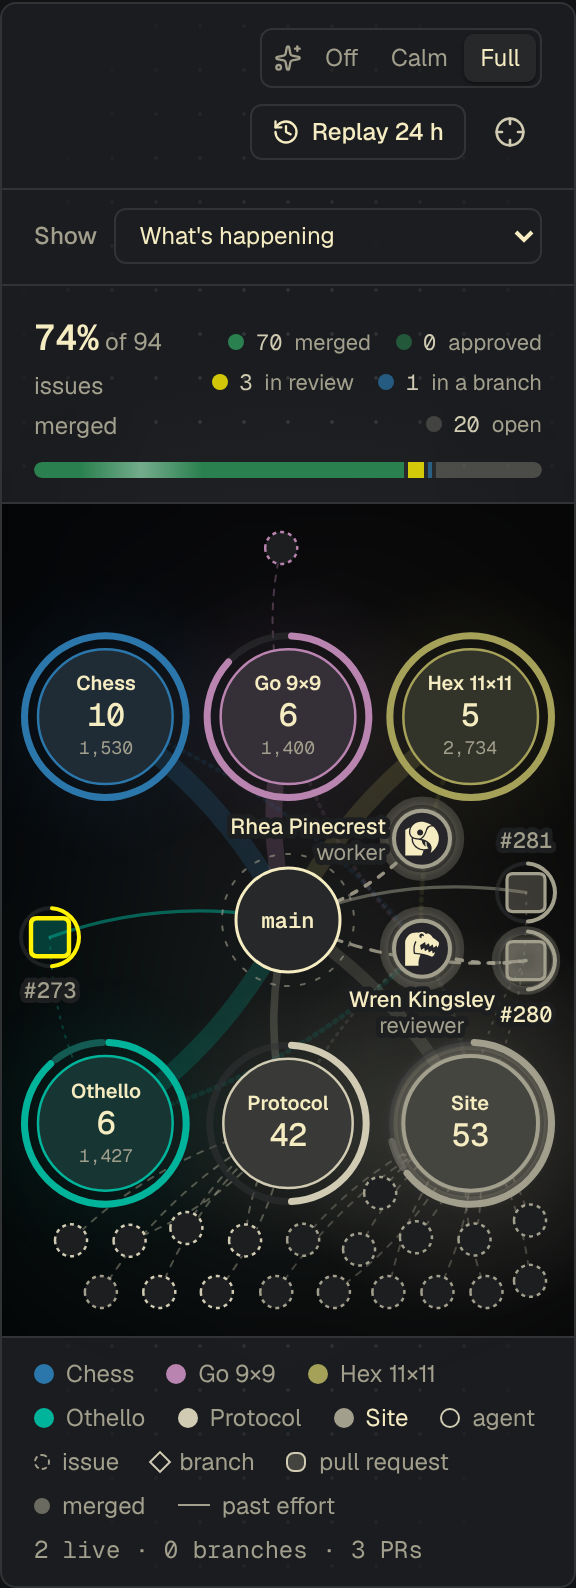 Off Calm Full
Replay 24 h
Show What's happening
74% of 94 issues merged
70 merged 0 approved
3 in review 1 in a branch
20 open
Chess
10
1,530
Go 9×9
6
1,400
Hex 11×11
5
2,734
Rhea Pinecrest
worker
#281
main
#273
Wren Kingsley
reviewer
#280
Othello
6
1,427
Protocol
42
Site
53
Chess Go 9×9 Hex 11×11
Othello Protocol Site agent
issue branch pull request
merged past effort
2 live · 0 branches · 3 PRs